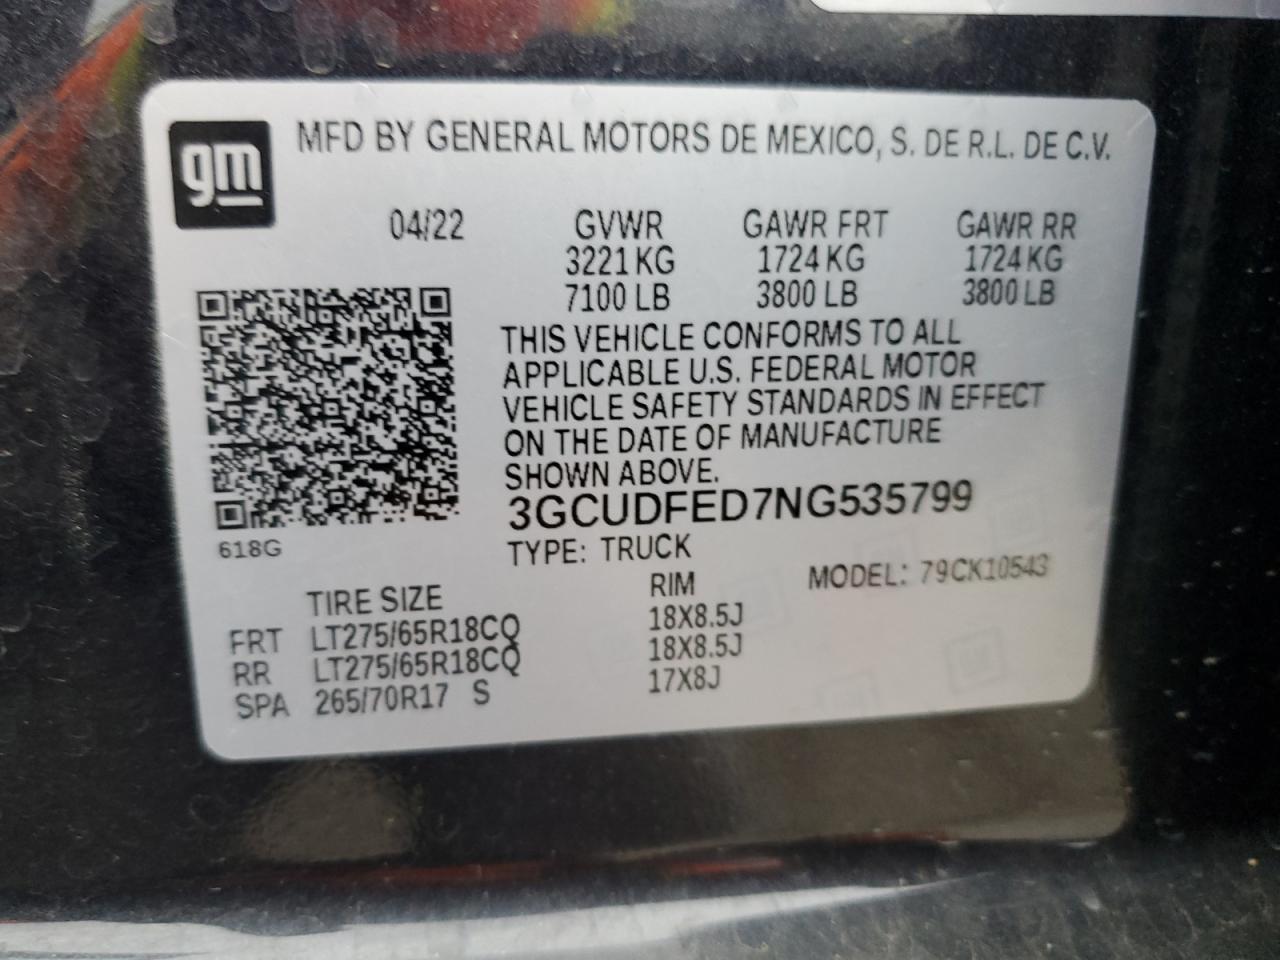 gm
MFD BY GENERAL MOTORS DE MEXICO, S. DE R.L. DE C.V.
04/22 GVWR GAWR FRT GAWR RR
3221 KG 1724 KG 1724 KG
7100 LB 3800 LB 3800 LB
THIS VEHICLE CONFORMS TO ALL
APPLICABLE U.S. FEDERAL MOTOR
VEHICLE SAFETY STANDARDS IN EFFECT
ON THE DATE OF MANUFACTURE
SHOWN ABOVE.
3GCUDFED7NG535799
618G
TYPE: TRUCK
MODEL: 79CK10543
TIRE SIZE RIM
FRT LT275/65R18CQ 18X8.5J
RR LT275/65R18CQ 18X8.5J
SPA 265/70R17 S 17X8J